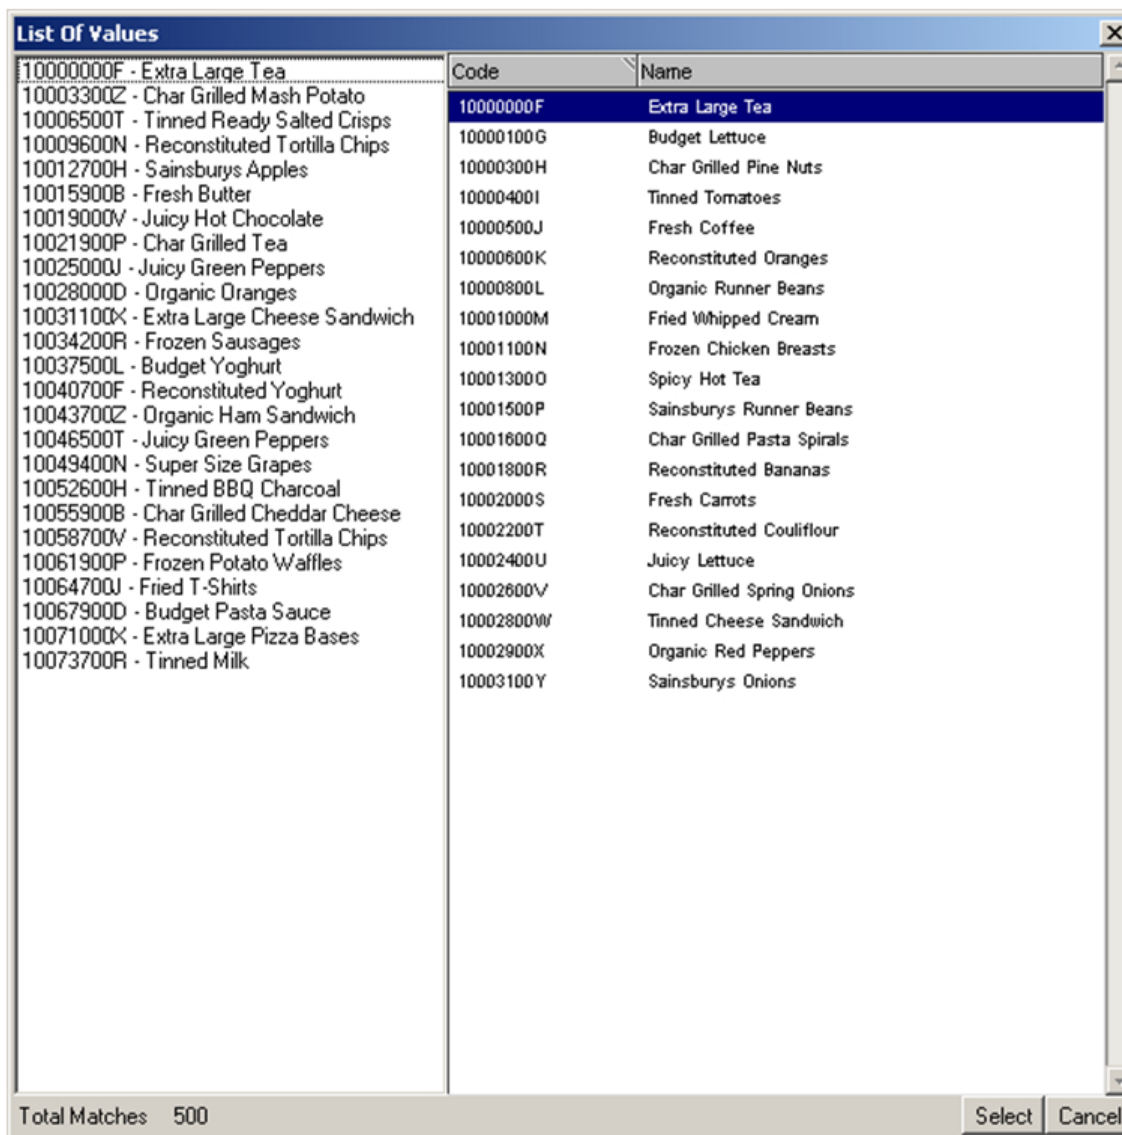 List Of Values
10000000F - Extra Large Tea
10003300Z - Char Grilled Mash Potato
10006500T - Tinned Ready Salted Crisps
10009600N - Reconstituted Tortilla Chips
10012700H - Sainsburys Apples
10015900B - Fresh Butter
10019000V - Juicy Hot Chocolate
10021900P - Char Grilled Tea
10025000J - Juicy Green Peppers
10028000D - Organic Oranges
10031100X - Extra Large Cheese Sandwich
10034200R - Frozen Sausages
10037500L - Budget Yoghurt
10040700F - Reconstituted Yoghurt
10043700Z - Organic Ham Sandwich
10046500T - Juicy Green Peppers
10049400N - Super Size Grapes
10052600H - Tinned BBQ Charcoal
10055900B - Char Grilled Cheddar Cheese
10058700V - Reconstituted Tortilla Chips
10061900P - Frozen Potato Waffles
10064700J - Fried T-Shirts
10067900D - Budget Pasta Sauce
10071000X - Extra Large Pizza Bases
10073700R - Tinned Milk
Code Name
10000000F Extra Large Tea
10000100G Budget Lettuce
10000300H Char Grilled Pine Nuts
10000400I Tinned Tomatoes
10000500J Fresh Coffee
10000600K Reconstituted Oranges
10000800L Organic Runner Beans
10001000M Fried Whipped Cream
10001100N Frozen Chicken Breasts
10001300O Spicy Hot Tea
10001500P Sainsburys Runner Beans
10001600Q Char Grilled Pasta Spirals
10001800R Reconstituted Bananas
10002000S Fresh Carrots
10002200T Reconstituted Couliflour
10002400U Juicy Lettuce
10002600V Char Grilled Spring Onions
10002800W Tinned Cheese Sandwich
10002900X Organic Red Peppers
10003100Y Sainsburys Onions
Total Matches 500
Select Cancel